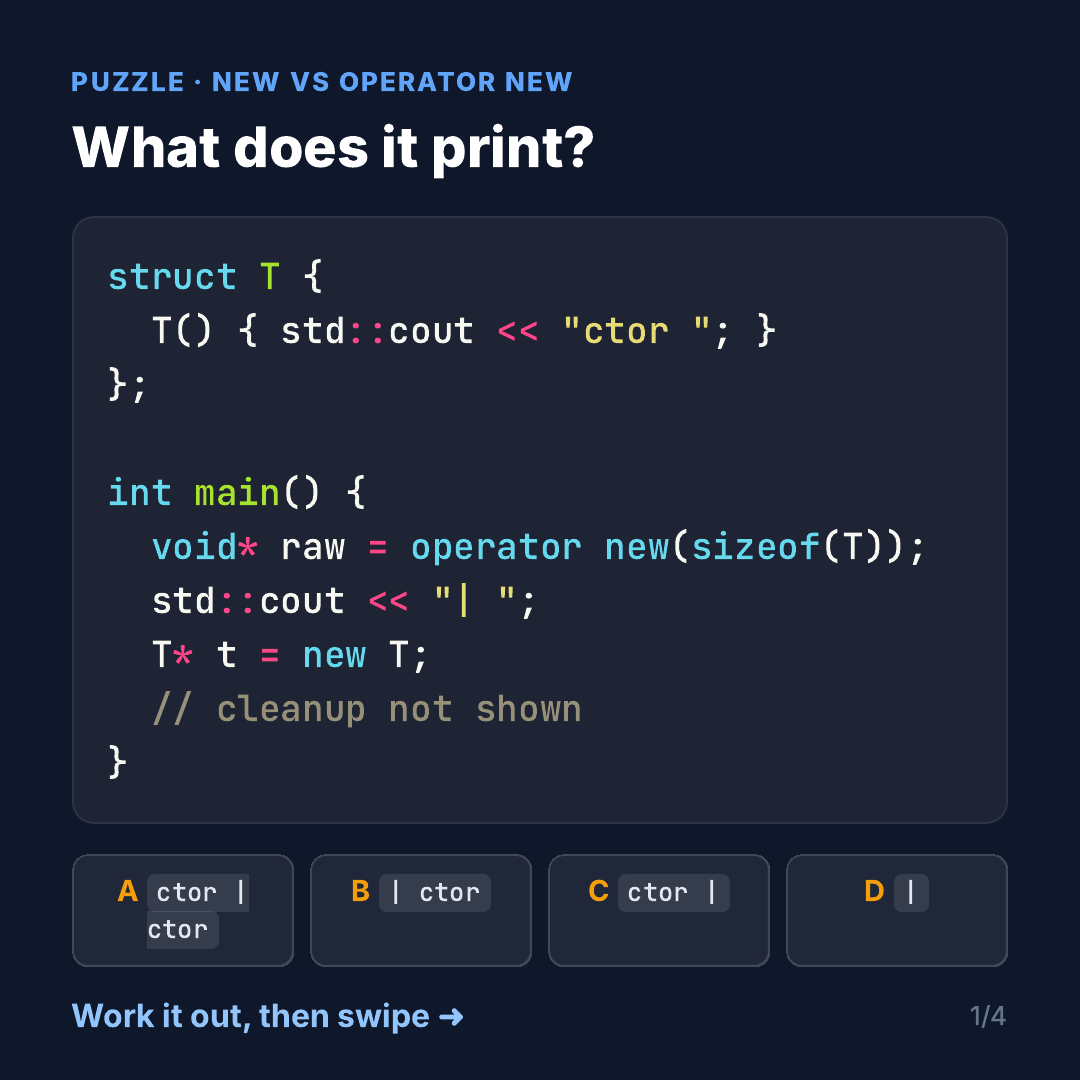 PUZZLE · NEW VS OPERATOR NEW
What does it print?
struct T {
  T() { std::cout << "ctor "; }
};

int main() {
  void* raw = operator new(sizeof(T));
  std::cout << "| ";
  T* t = new T;
  // cleanup not shown
}
A ctor |
ctor
B | ctor
C ctor |
D |
Work it out, then swipe ➜
1/4